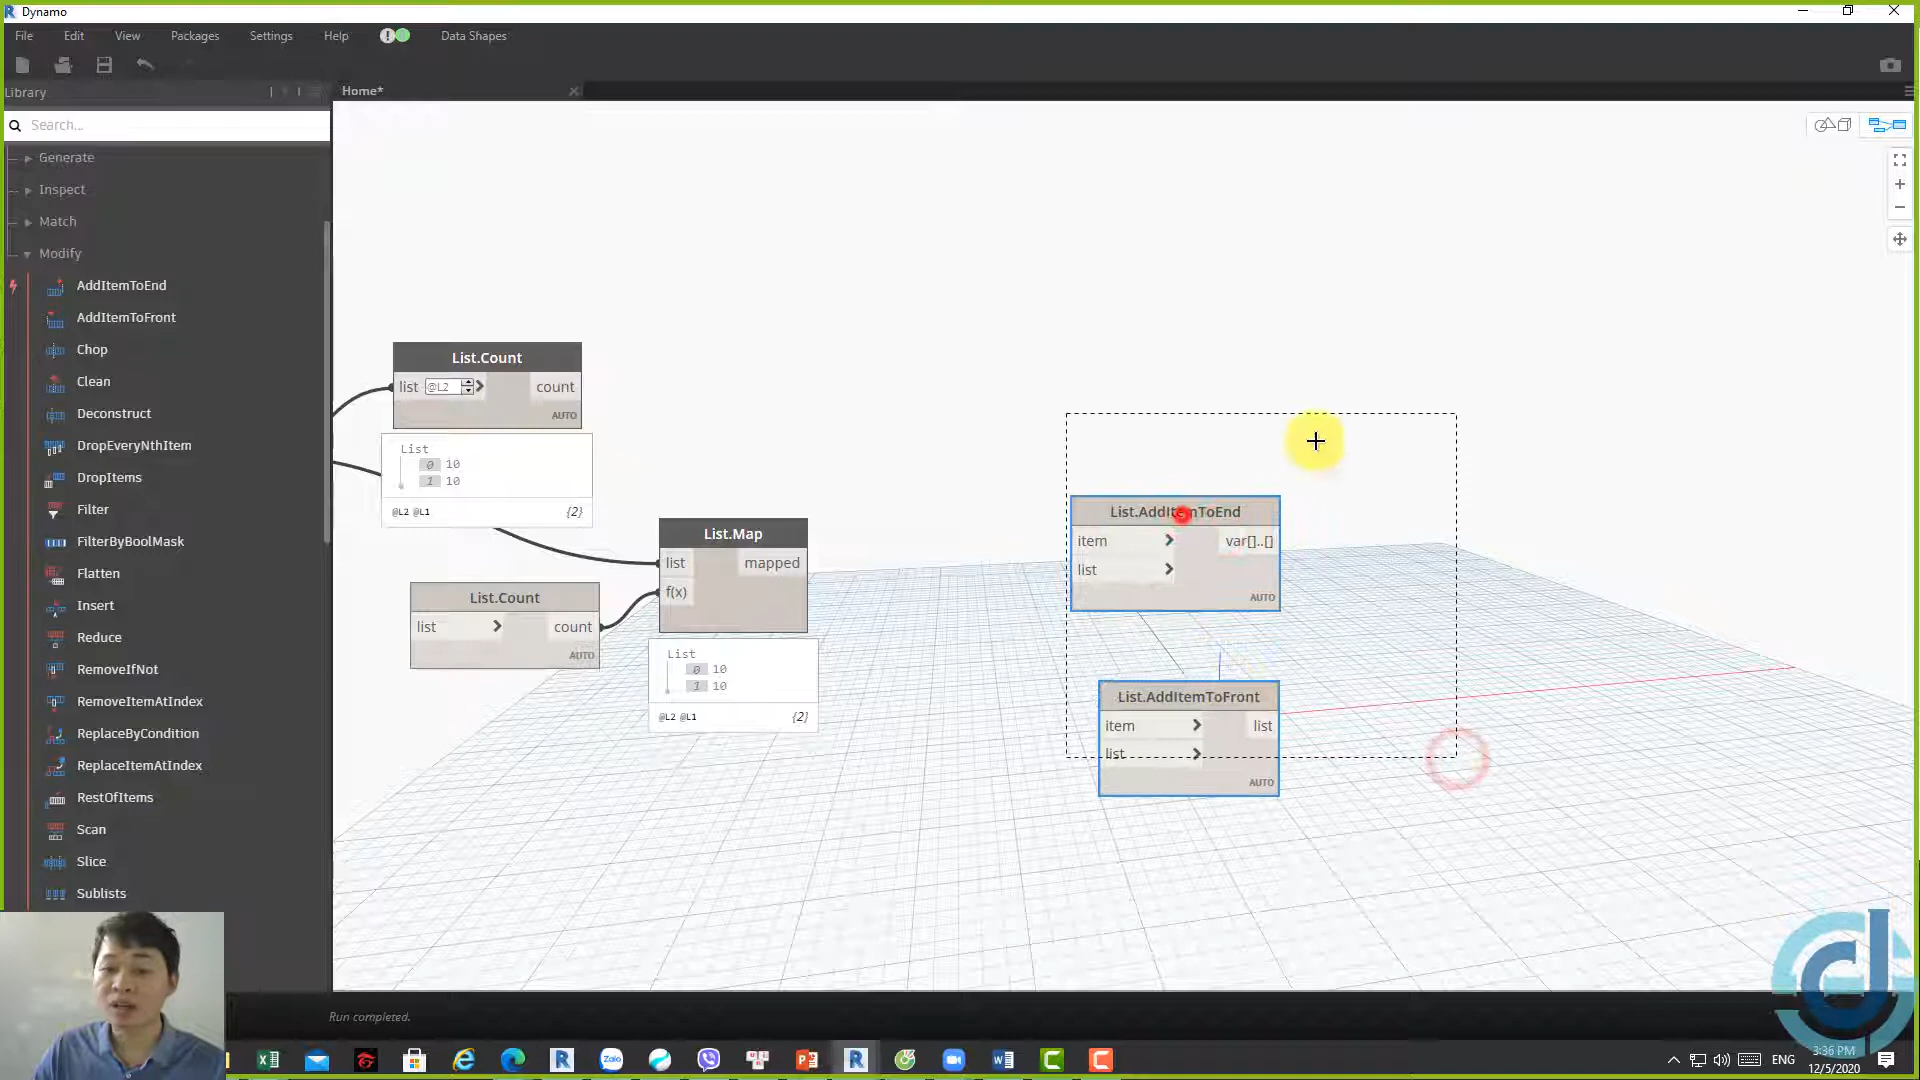 Dynamo
File Edit View Packages Settings Help Data Shapes
Library
Home*
Search...
Generate
Inspect
Match
Modify
AddItemToEnd
AddItemToFront
Chop
Clean
Deconstruct
DropEveryNthItem
DropItems
Filter
FilterByBoolMask
Flatten
Insert
Reduce
RemoveIfNot
RemoveItemAtIndex
ReplaceByCondition
ReplaceItemAtIndex
RestOfItems
Scan
Slice
Sublists
List.Count
list @L2 > count
AUTO
List
0 10
1 10
@L2 @L1 {2}
List.Count
list > count
AUTO
List.Map
list mapped
f(x)
List
0 10
1 10
@L2 @L1 {2}
List.AddItemToEnd
item > var[]..[]
list >
AUTO
List.AddItemToFront
item > list
list >
AUTO
Run completed.
Zalo
ENG
3:36 PM
12/5/2020